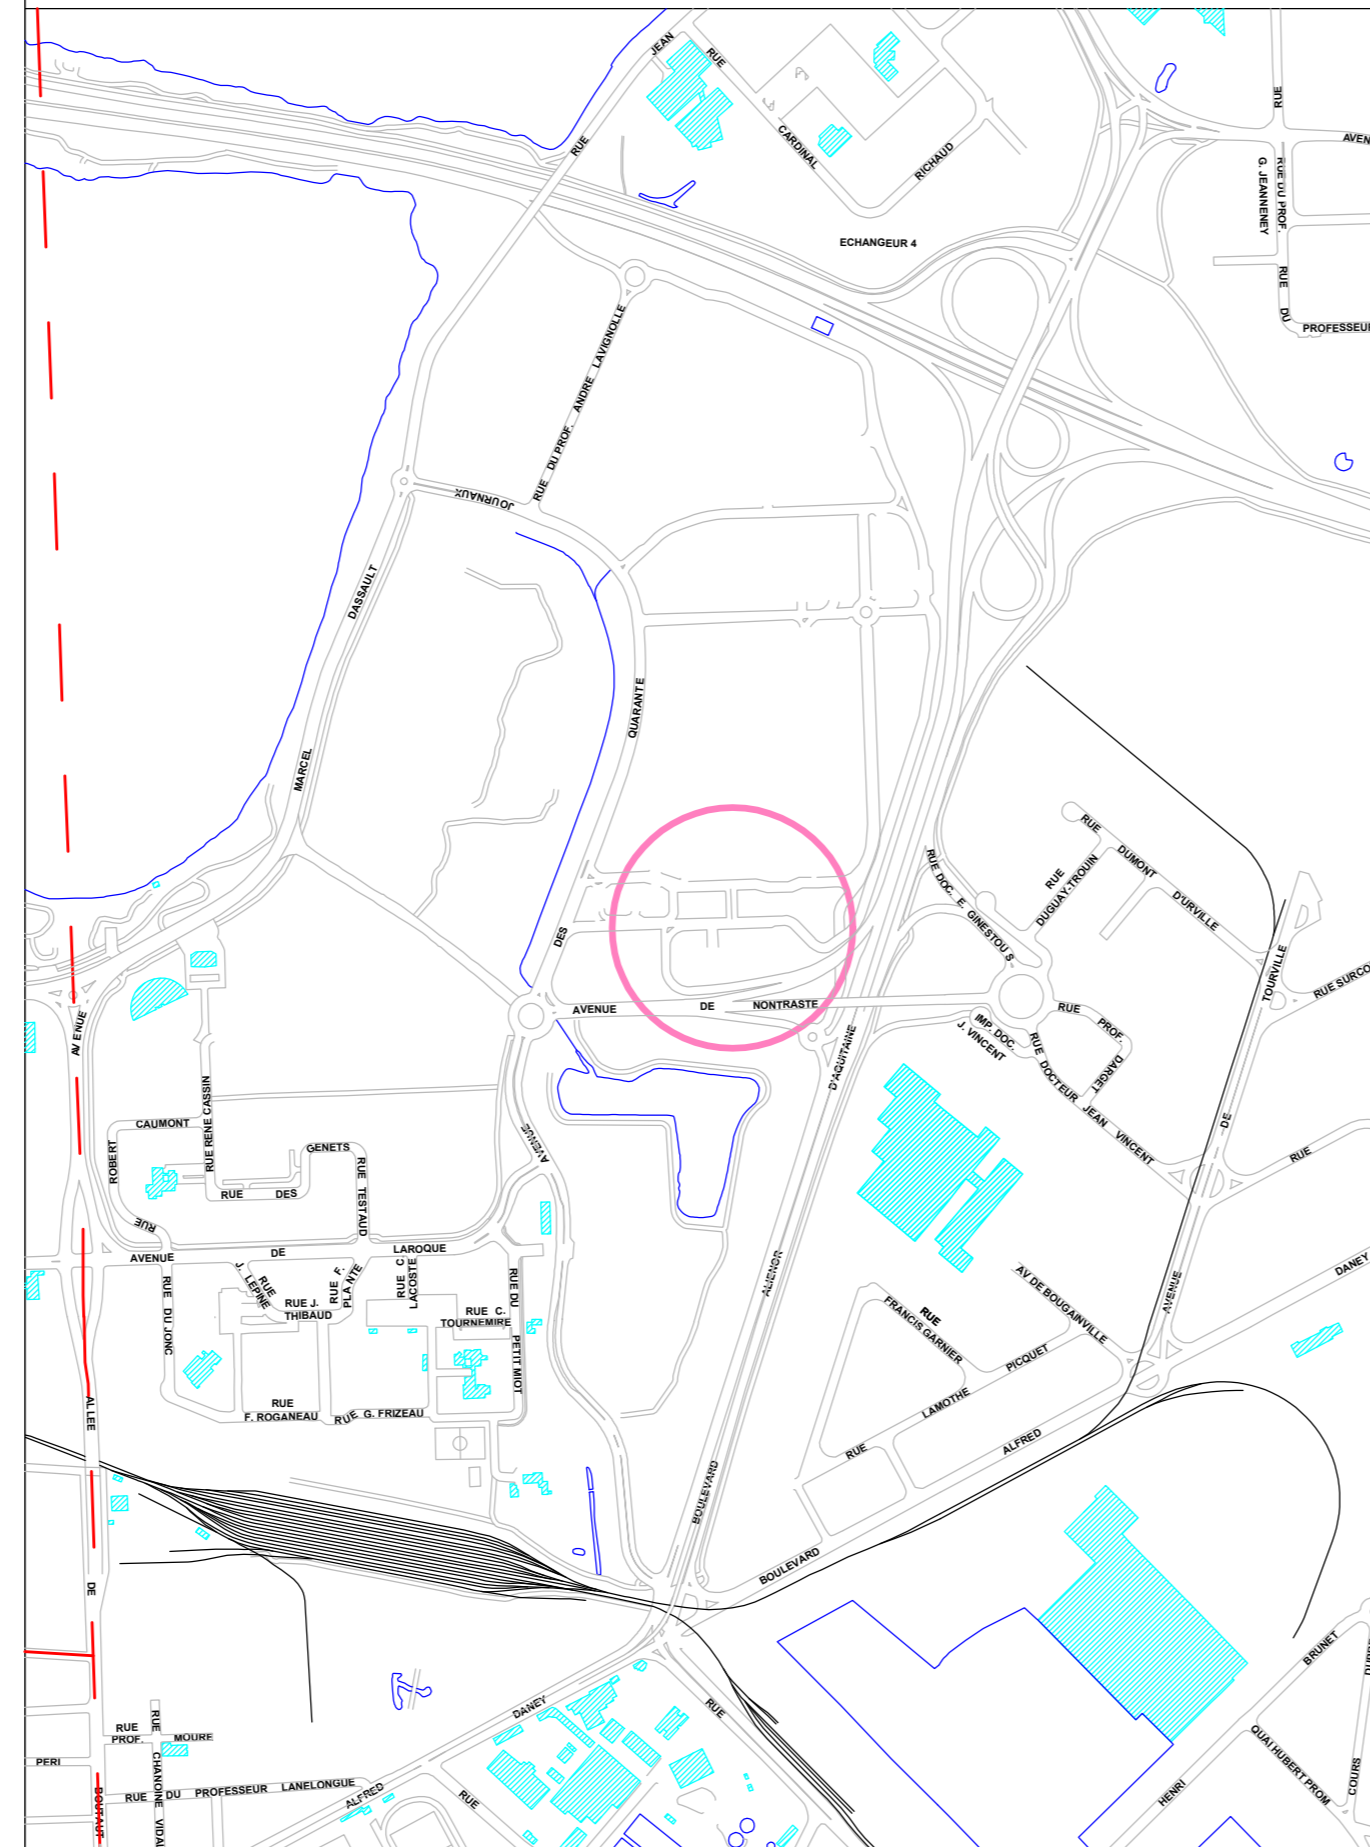 JEAN
RUE
RUE
CARDINAL
RICHAUD
RUE
AVEN
RUE DU PROF.
G. JEANNENEY
ECHANGEUR 4
RUE
DU
PROFESSEUR
RUE DU PROF. ANDRE LAVIGNOLLE
JOURNAUX
DASSAULT
QUARANTE
MARCEL
DES
RUE
DUMONT
D'URVILLE
RUE
DUGUAY-TROUIN
RUE DOC. E. GINESTOU S
TOURVILLE
RUE SURCO
AVENUE DE NONTRASTE
RUE PROF.
DARGET
IMP. DOC.
J. VINCENT
RUE DOCTEUR JEAN VINCENT
AV ENUE
D'AQUITAINE
DE
RUE
CAUMONT
ROBERT
RUE RENE CASSIN
GENETS
RUE DES
RUE TESTAUD
AVENUE
RUE
AVENUE DE LAROQUE
DANEY
RUE
J. LEPINE
RUE F.
PLANTE
RUE C.
LACOSTE
RUE J.
THIBAUD
RUE C.
TOURNEMIRE
RUE DU PETIT MIOT
RUE DU JONC
ALIENOR
AV DE BOUGAINVILLE
AVENUE
RUE
FRANCIS GARNIER
PICQUET
LAMOTHE
RUE
RUE
F. ROGANEAU
RUE G. FRIZEAU
AL LEE
ALFRED
BOULEVARD
BOULEVARD
DE
BRUNET
DANEY
RUE
RUE
PROF. MOURE
RUE
CHANOINE VIDAL
PERI
BOUTAUT
RUE DU PROFESSEUR LANELONGUE
ALFRED
RUE
HENRI
QUAI HUBERT PROM
COURS